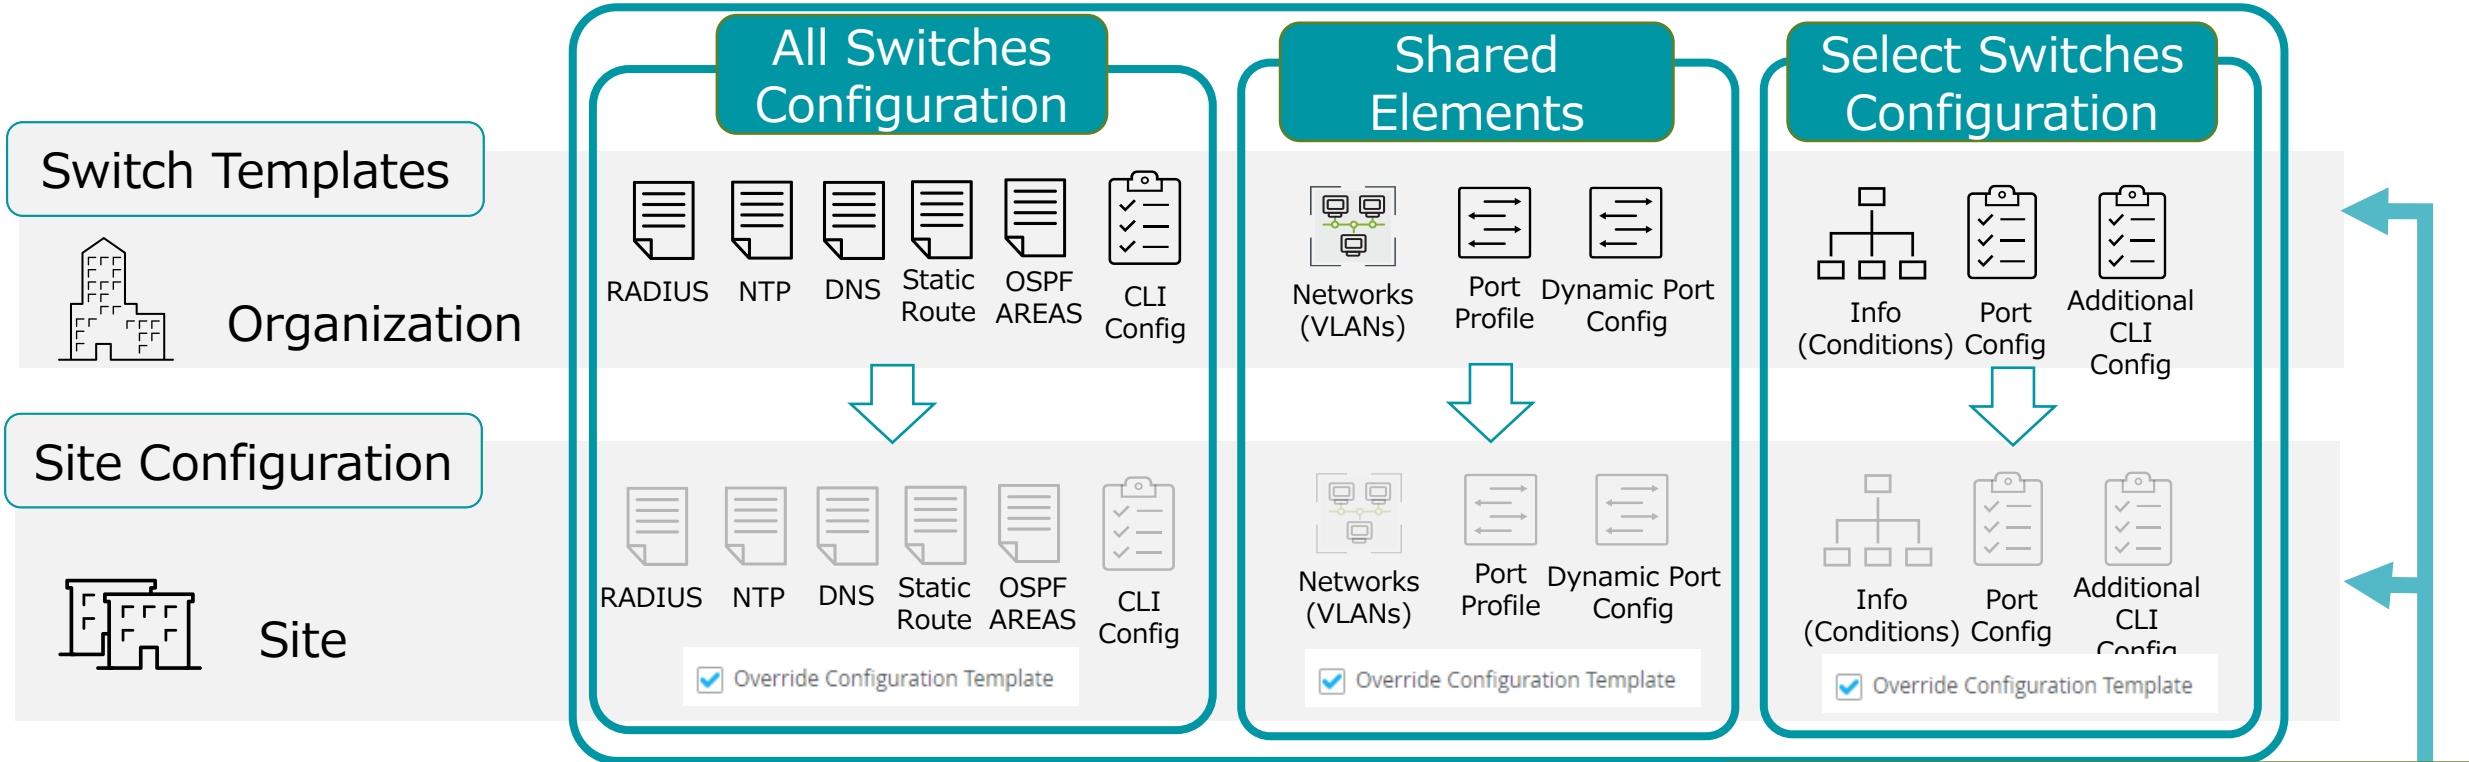 All Switches
Configuration
Shared
Elements
Select Switches
Configuration
Switch Templates
Organization
RADIUS
NTP
DNS
Static
Route
OSPF
AREAS
CLI
Config
Networks
(VLANs)
Port
Profile
Dynamic Port
Config
Info
(Conditions)
Port
Config
Additional
CLI
Config
Site Configuration
Site
RADIUS
NTP
DNS
Static
Route
OSPF
AREAS
CLI
Config
Networks
(VLANs)
Port
Profile
Dynamic Port
Config
Info
(Conditions)
Port
Config
Additional
CLI
Config
Override Configuration Template
Override Configuration Template
Override Configuration Template